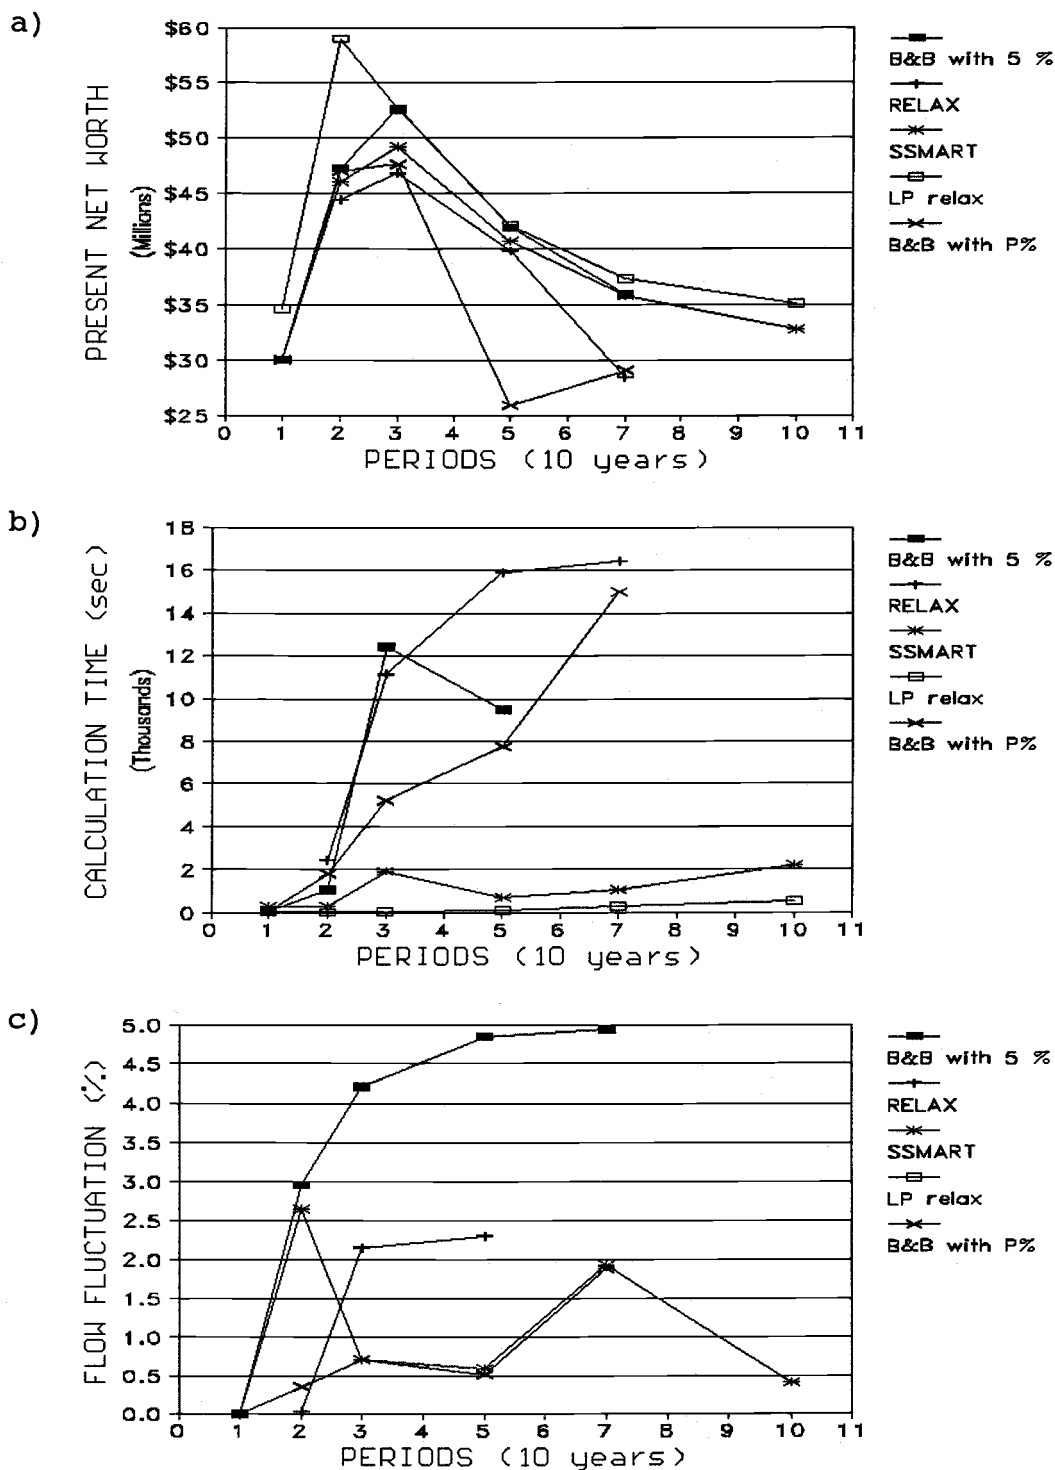 a)
PRESENT NET WORTH
(Millions)
$60
$55
$50
$45
$40
$35
$30
$25
0 1 2 3 5 6 7 8 9 10 11
PERIODS (10 years)
B&B with 5 %
RELAX
SSMART
LP relax
B&B with P%
b)
CALCULATION TIME (sec)
(Thousands)
18
16
14
12
10
8
6
4
2
0
0 1 2 3 5 6 7 8 9 10 11
PERIODS (10 years)
B&B with 5 %
RELAX
SSMART
LP relax
B&B with P%
c)
FLOW FLUCTUATION (%)
5.0
4.5
4.0
3.5
3.0
2.5
2.0
1.5
1.0
0.5
0.0
0 1 2 3 5 6 7 8 9 10 11
PERIODS (10 years)
B&B with 5 %
RELAX
SSMART
LP relax
B&B with P%